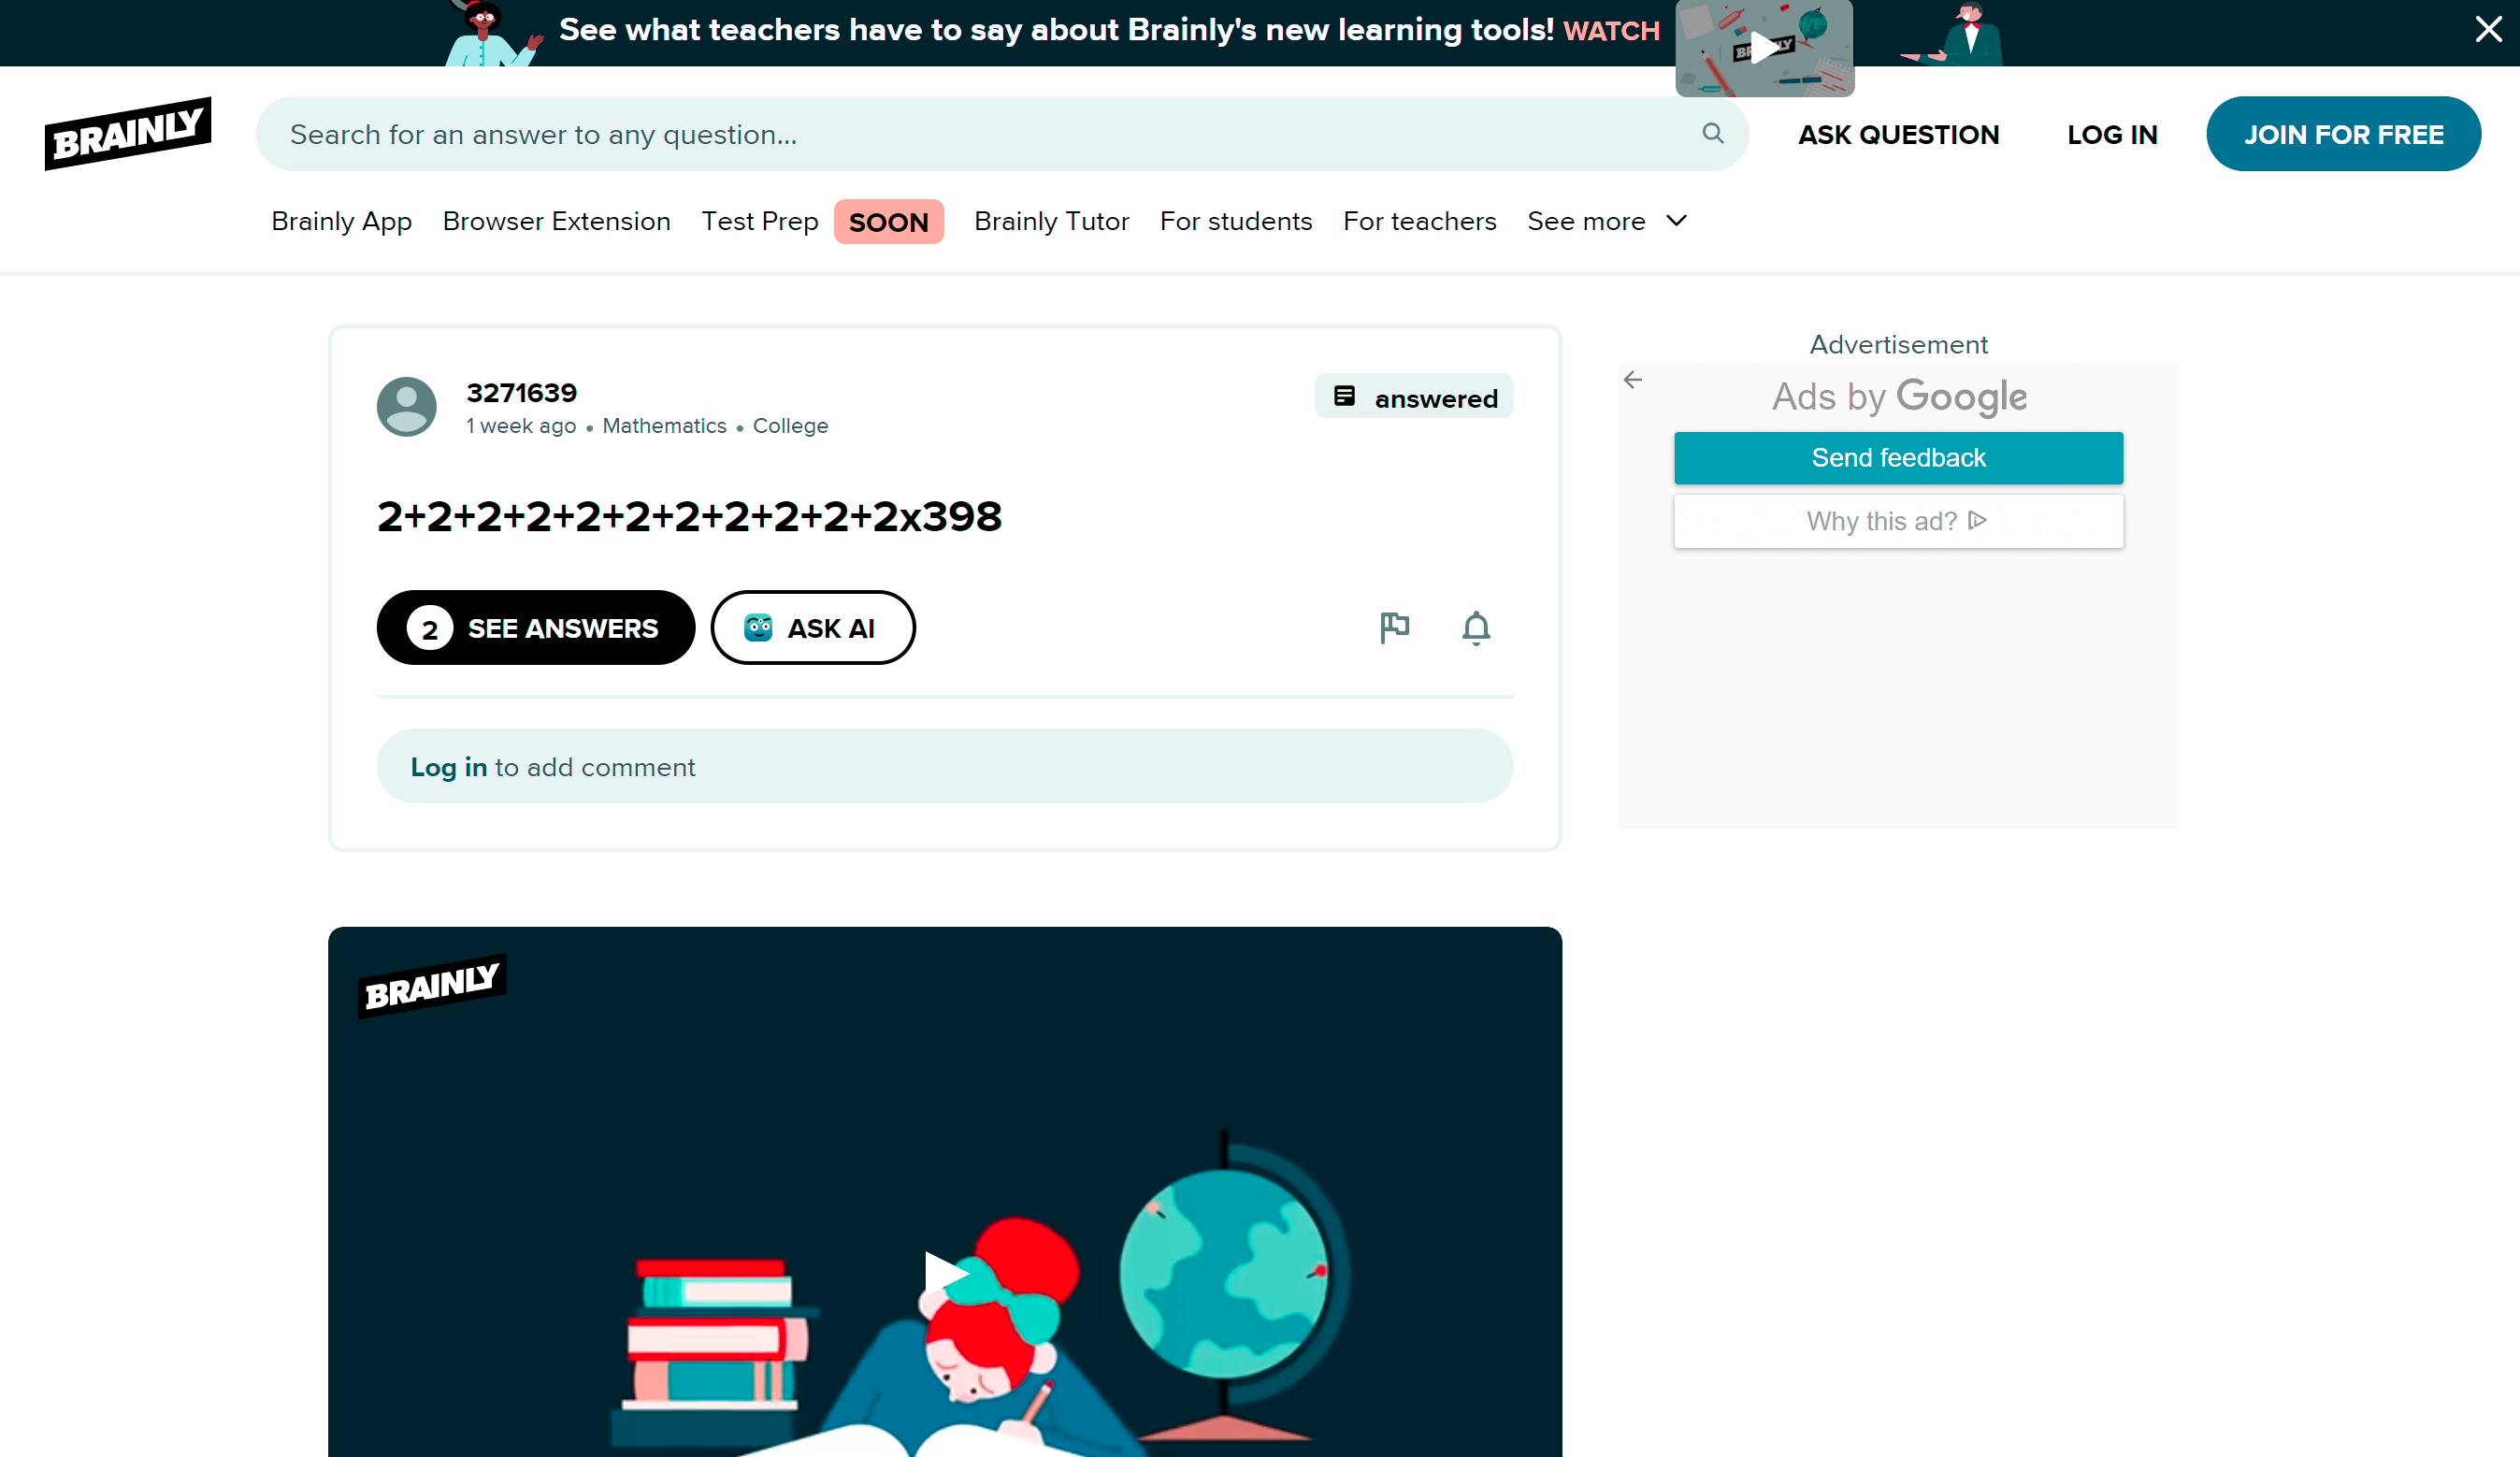 See what teachers have to say about Brainly's new learning tools! WATCH
BRAINLY
Search for an answer to any question...
ASK QUESTION
LOG IN
JOIN FOR FREE
Brainly App
Browser Extension
Test Prep
SOON
Brainly Tutor
For students
For teachers
See more
3271639
1 week ago • Mathematics • College
answered
2+2+2+2+2+2+2+2+2+2+2x398
2 SEE ANSWERS
ASK AI
Log in to add comment
Advertisement
Ads by Google
Send feedback
Why this ad?
BRAINLY